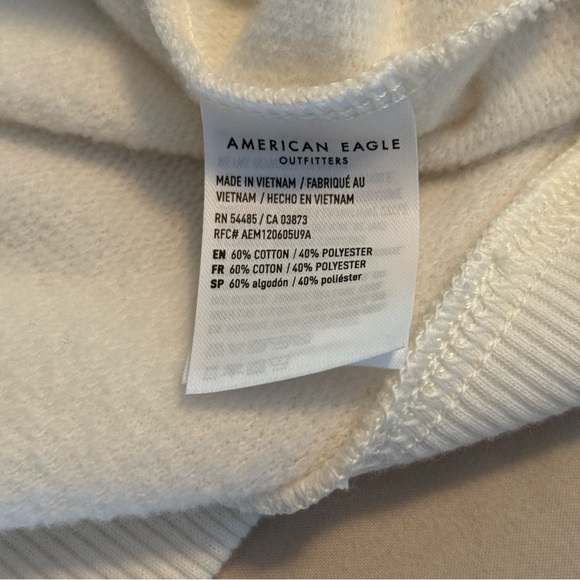 AMERICAN EAGLE
OUTFITTERS
MADE IN VIETNAM / FABRIQUÉ AU
VIETNAM / HECHO EN VIETNAM
RN 54485 / CA 03873
RFC# AEM120605U9A
EN 60% COTTON / 40% POLYESTER
FR 60% COTON / 40% POLYESTER
SP 60% algodón / 40% poliéster